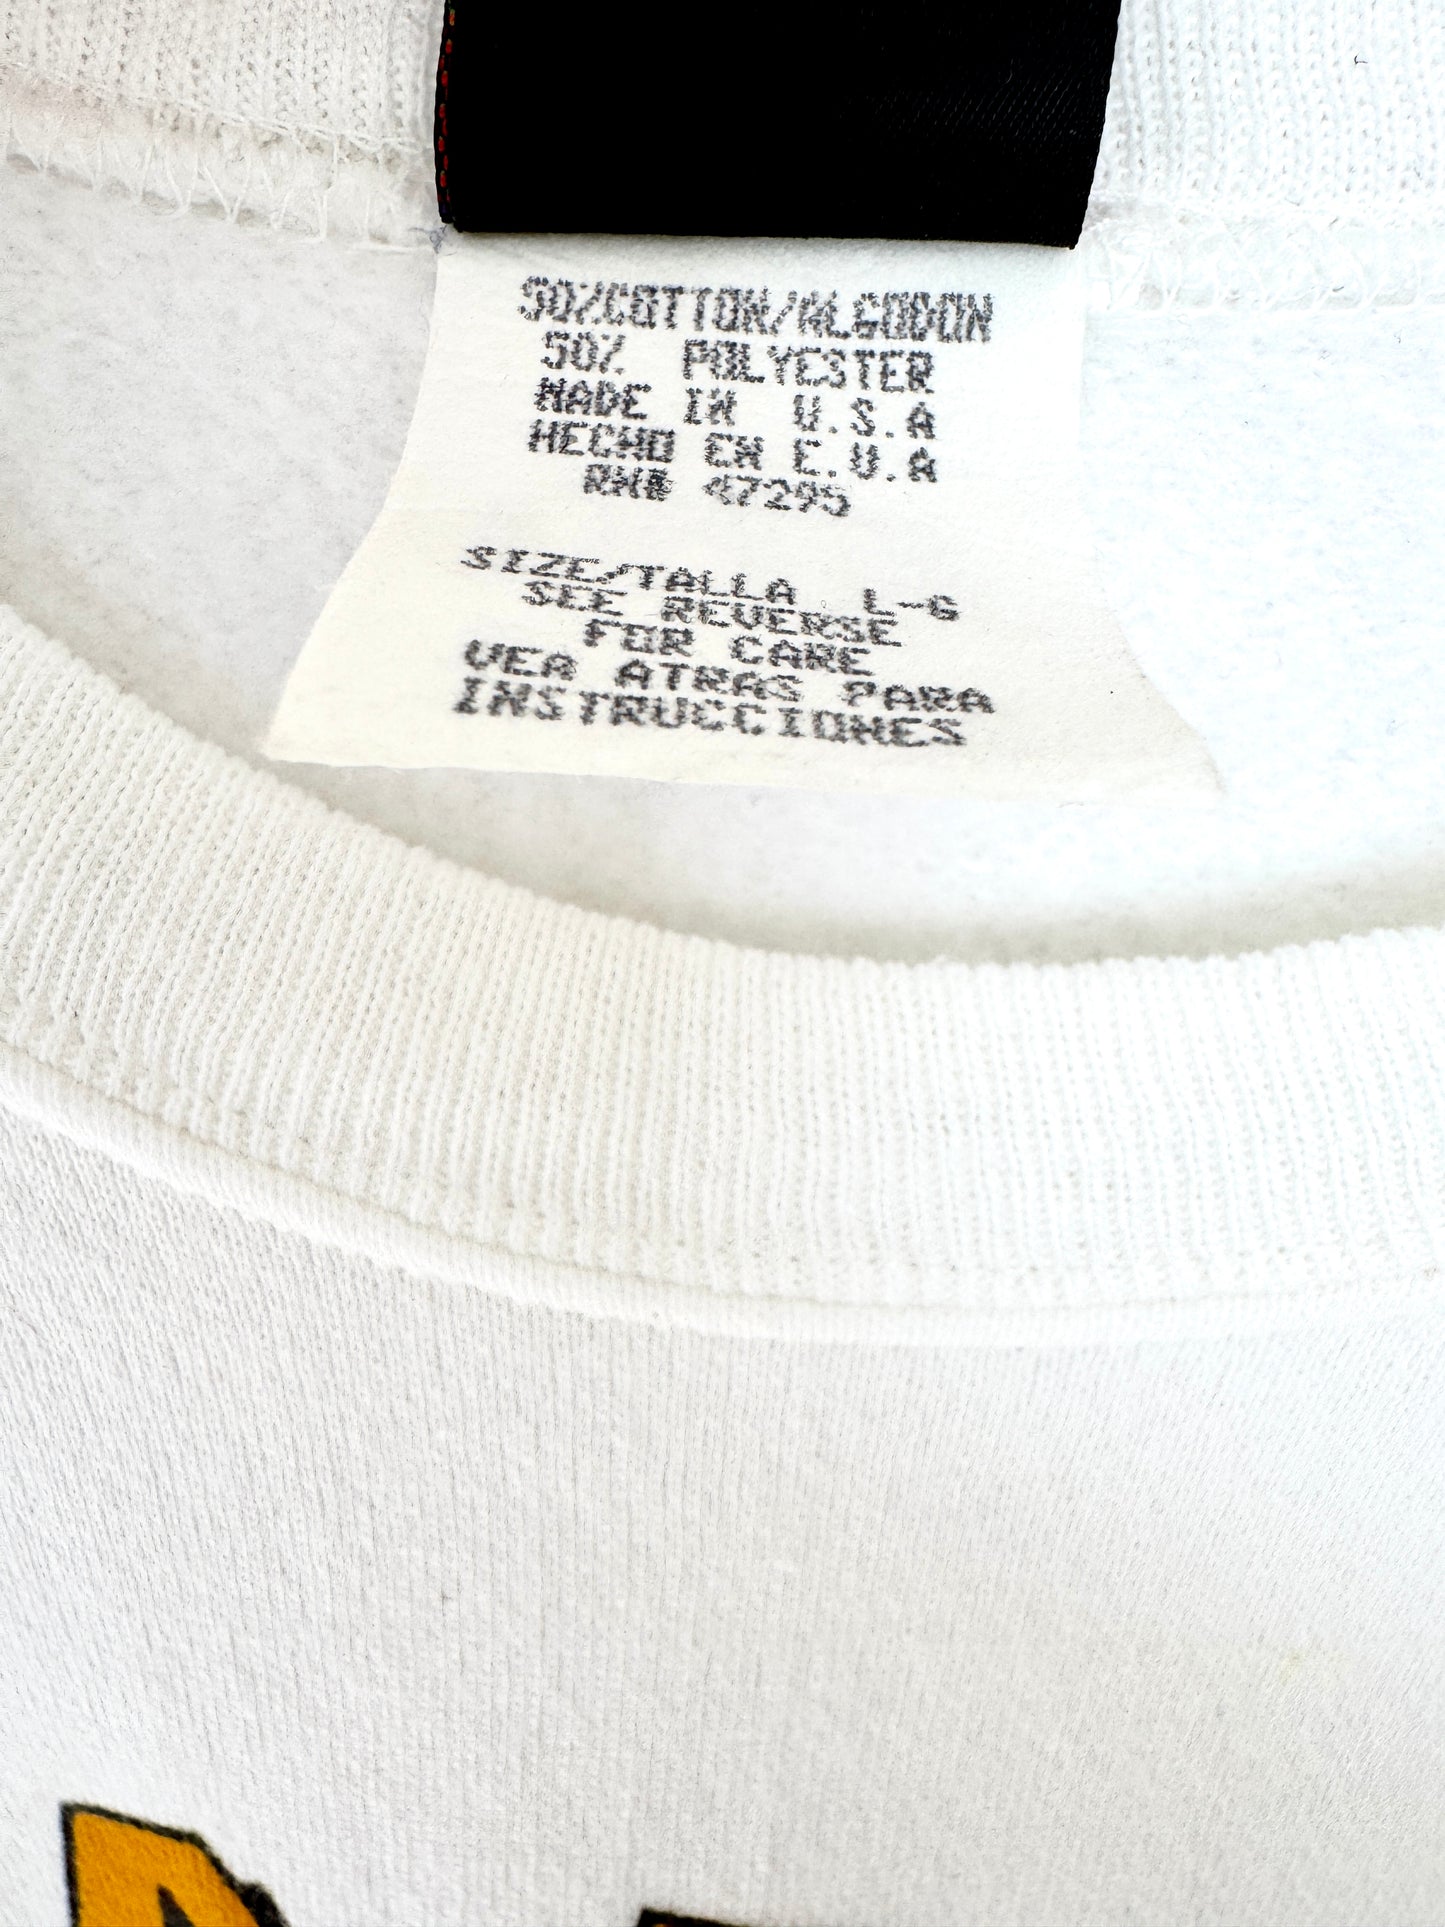 50%COTTON/ALGODON
50% POLYESTER
MADE IN U.S.A
HECHO EN E.U.A
RN# 47295
SIZE/TALLA L-G
SEE REVERSE
FOR CARE
VEA ATRAS PARA
INSTRUCCIONES